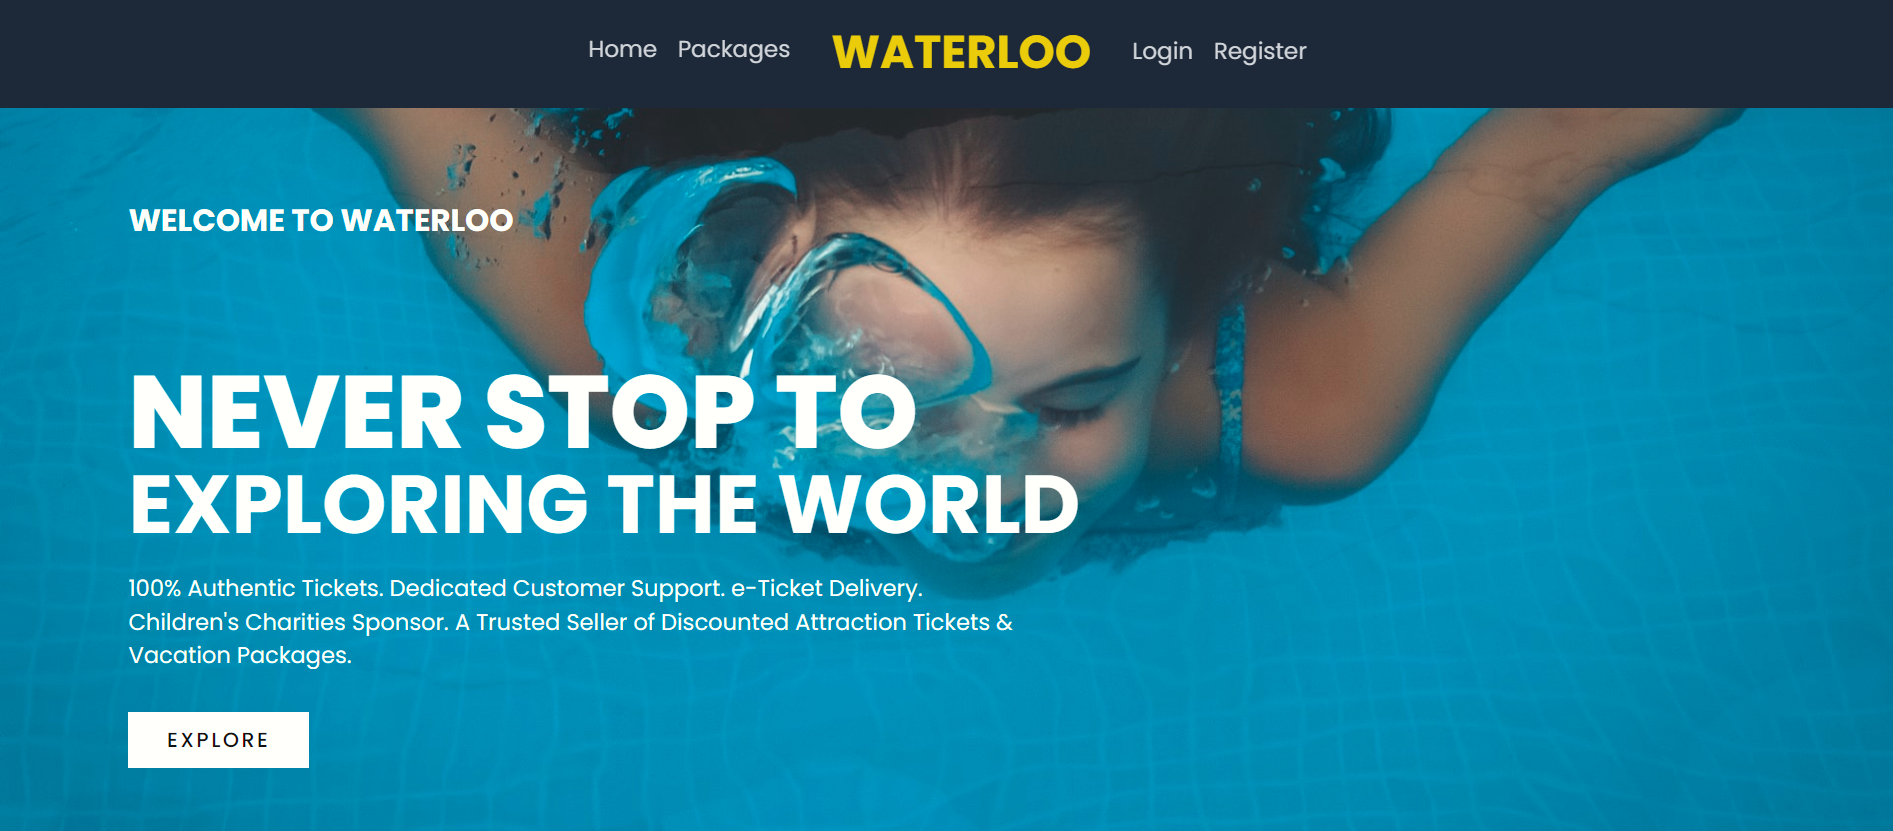 Home Packages WATERLOO Login Register
WELCOME TO WATERLOO
NEVER STOP TO
EXPLORING THE WORLD
100% Authentic Tickets. Dedicated Customer Support. e-Ticket Delivery.
Children's Charities Sponsor. A Trusted Seller of Discounted Attraction Tickets &
Vacation Packages.
EXPLORE